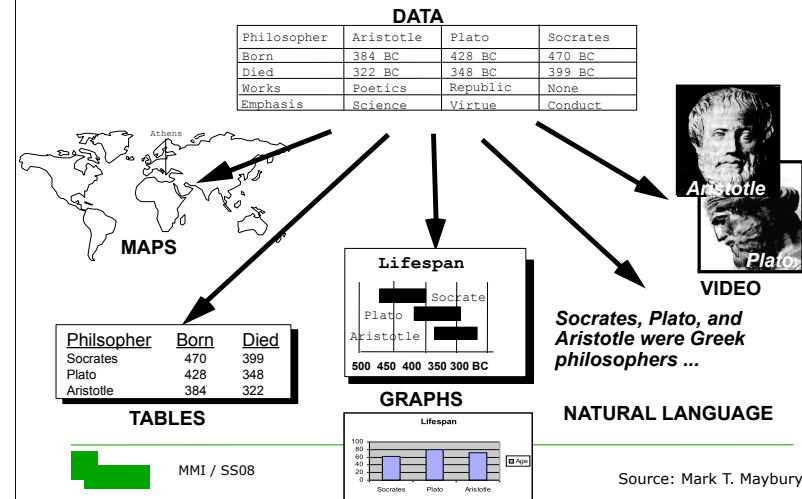 DATA
Philosopher Aristotle Plato Socrates
Born 384 BC 428 BC 470 BC
Died 322 BC 348 BC 399 BC
Works Poetics Republic None
Emphasis Science Virtue Conduct
Athens
MAPS
Aristotle
Plato
VIDEO
Lifespan
Socrate
Plato
Aristotle
500 450 400 350 300 BC
GRAPHS
Socrates, Plato, and
Aristotle were Greek
philosophers ...
NATURAL LANGUAGE
Philsopher Born Died
Socrates 470 399
Plato 428 348
Aristotle 384 322
TABLES
Lifespan
100
80
60
40
20
0
Socrates Plato Aristotle
Age
MMI / SS08
Source: Mark T. Maybury